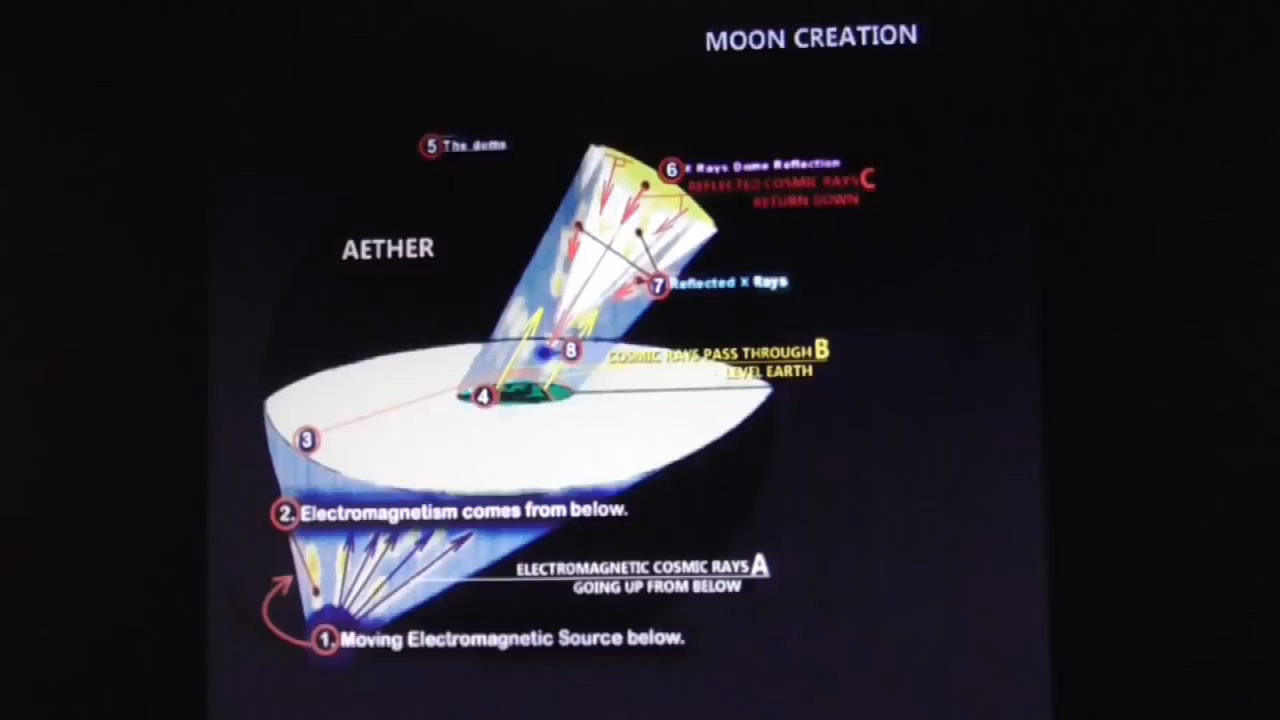 MOON CREATION
5 The dome
6 X Rays Dome Reflection
REFLECTED COSMIC RAYS C
RETURN DOWN
AETHER
7 Reflected X Rays
8
COSMIC RAYS PASS THROUGH B
LEVEL EARTH
4
3
2. Electromagnetism comes from below.
ELECTROMAGNETIC COSMIC RAYS A
GOING UP FROM BELOW
1. Moving Electromagnetic Source below.